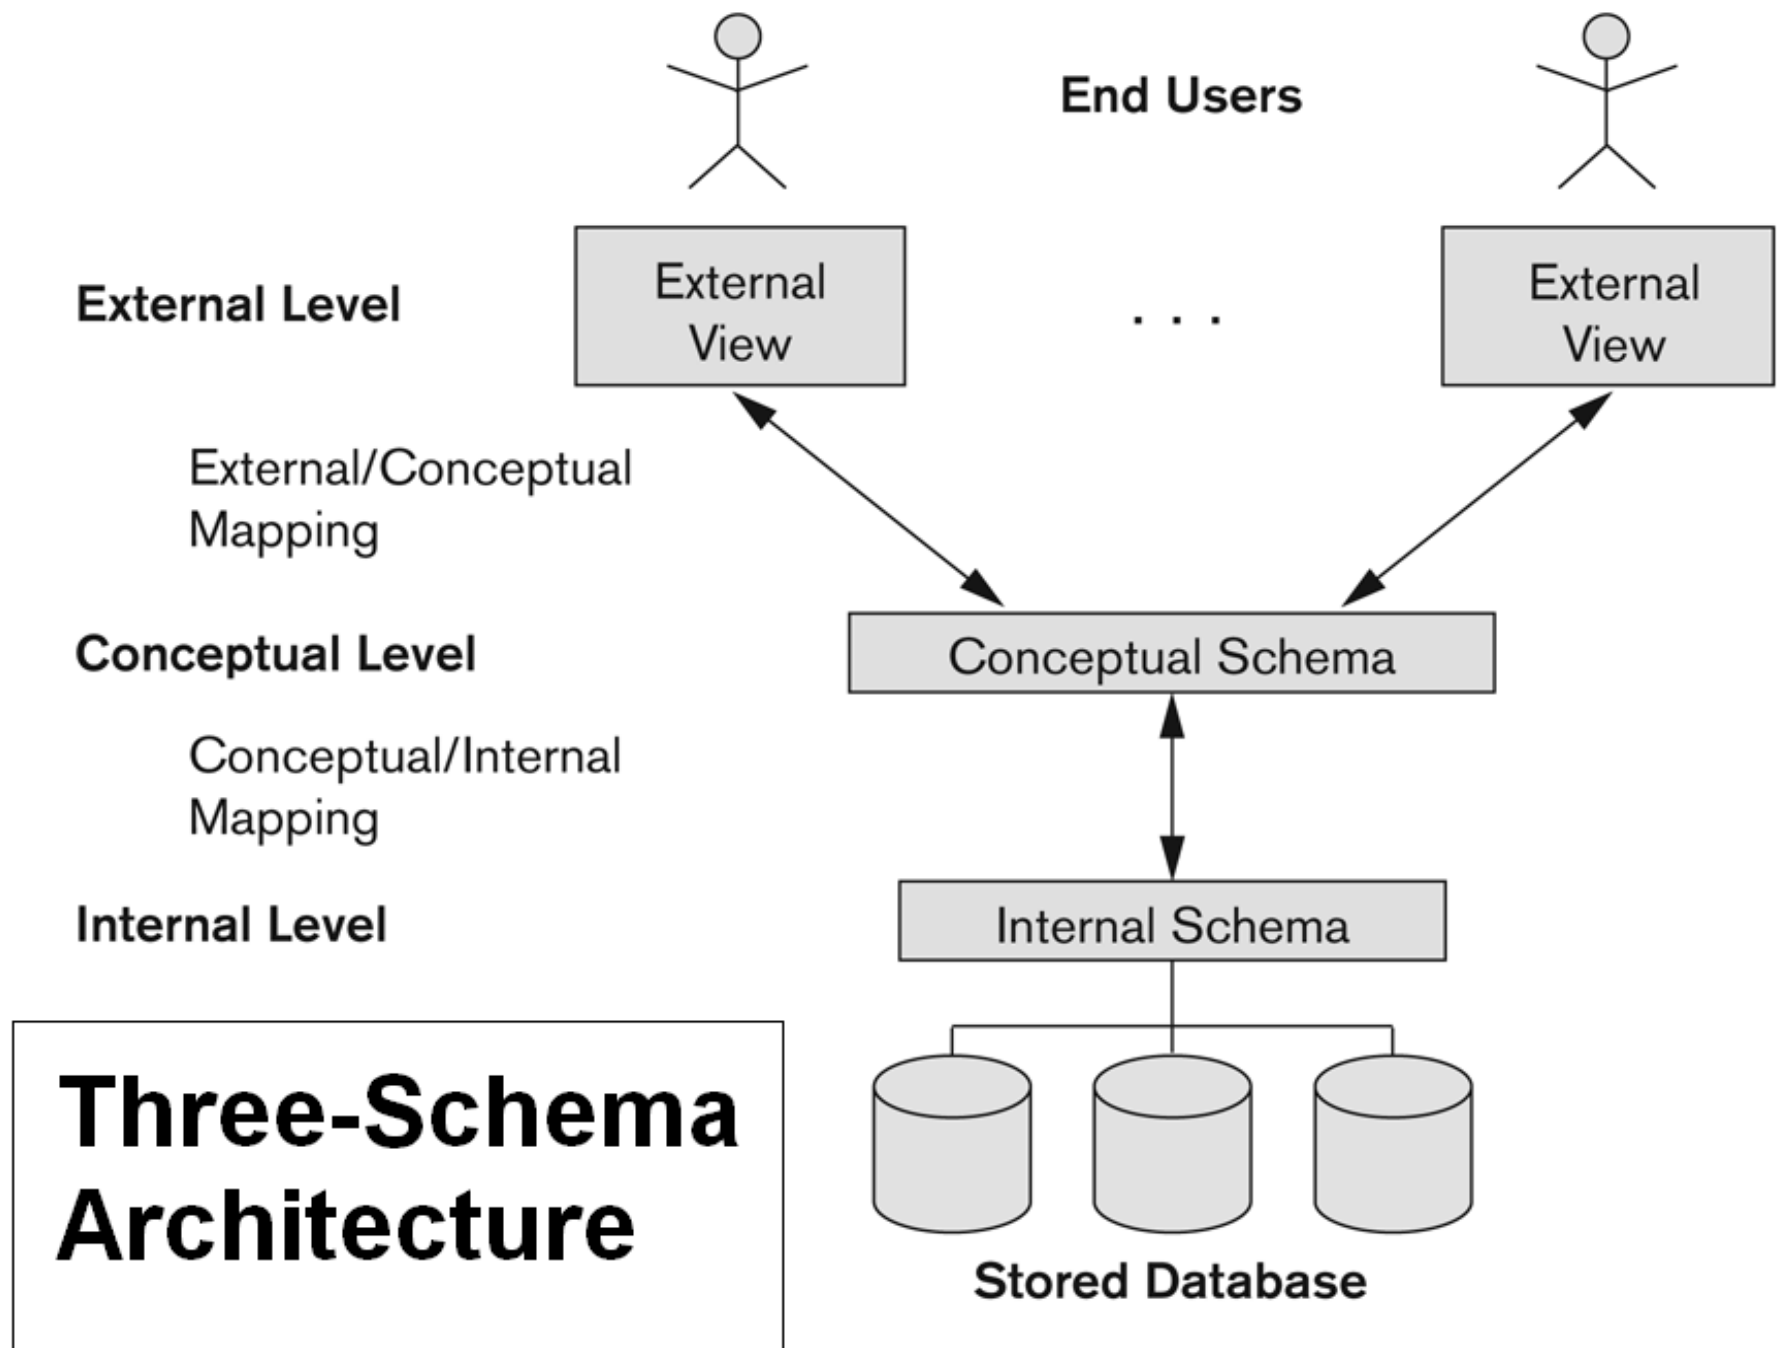 End Users
External Level
External
View
. . .
External
View
External/Conceptual
Mapping
Conceptual Level
Conceptual Schema
Conceptual/Internal
Mapping
Internal Level
Internal Schema
Three-Schema
Architecture
Stored Database